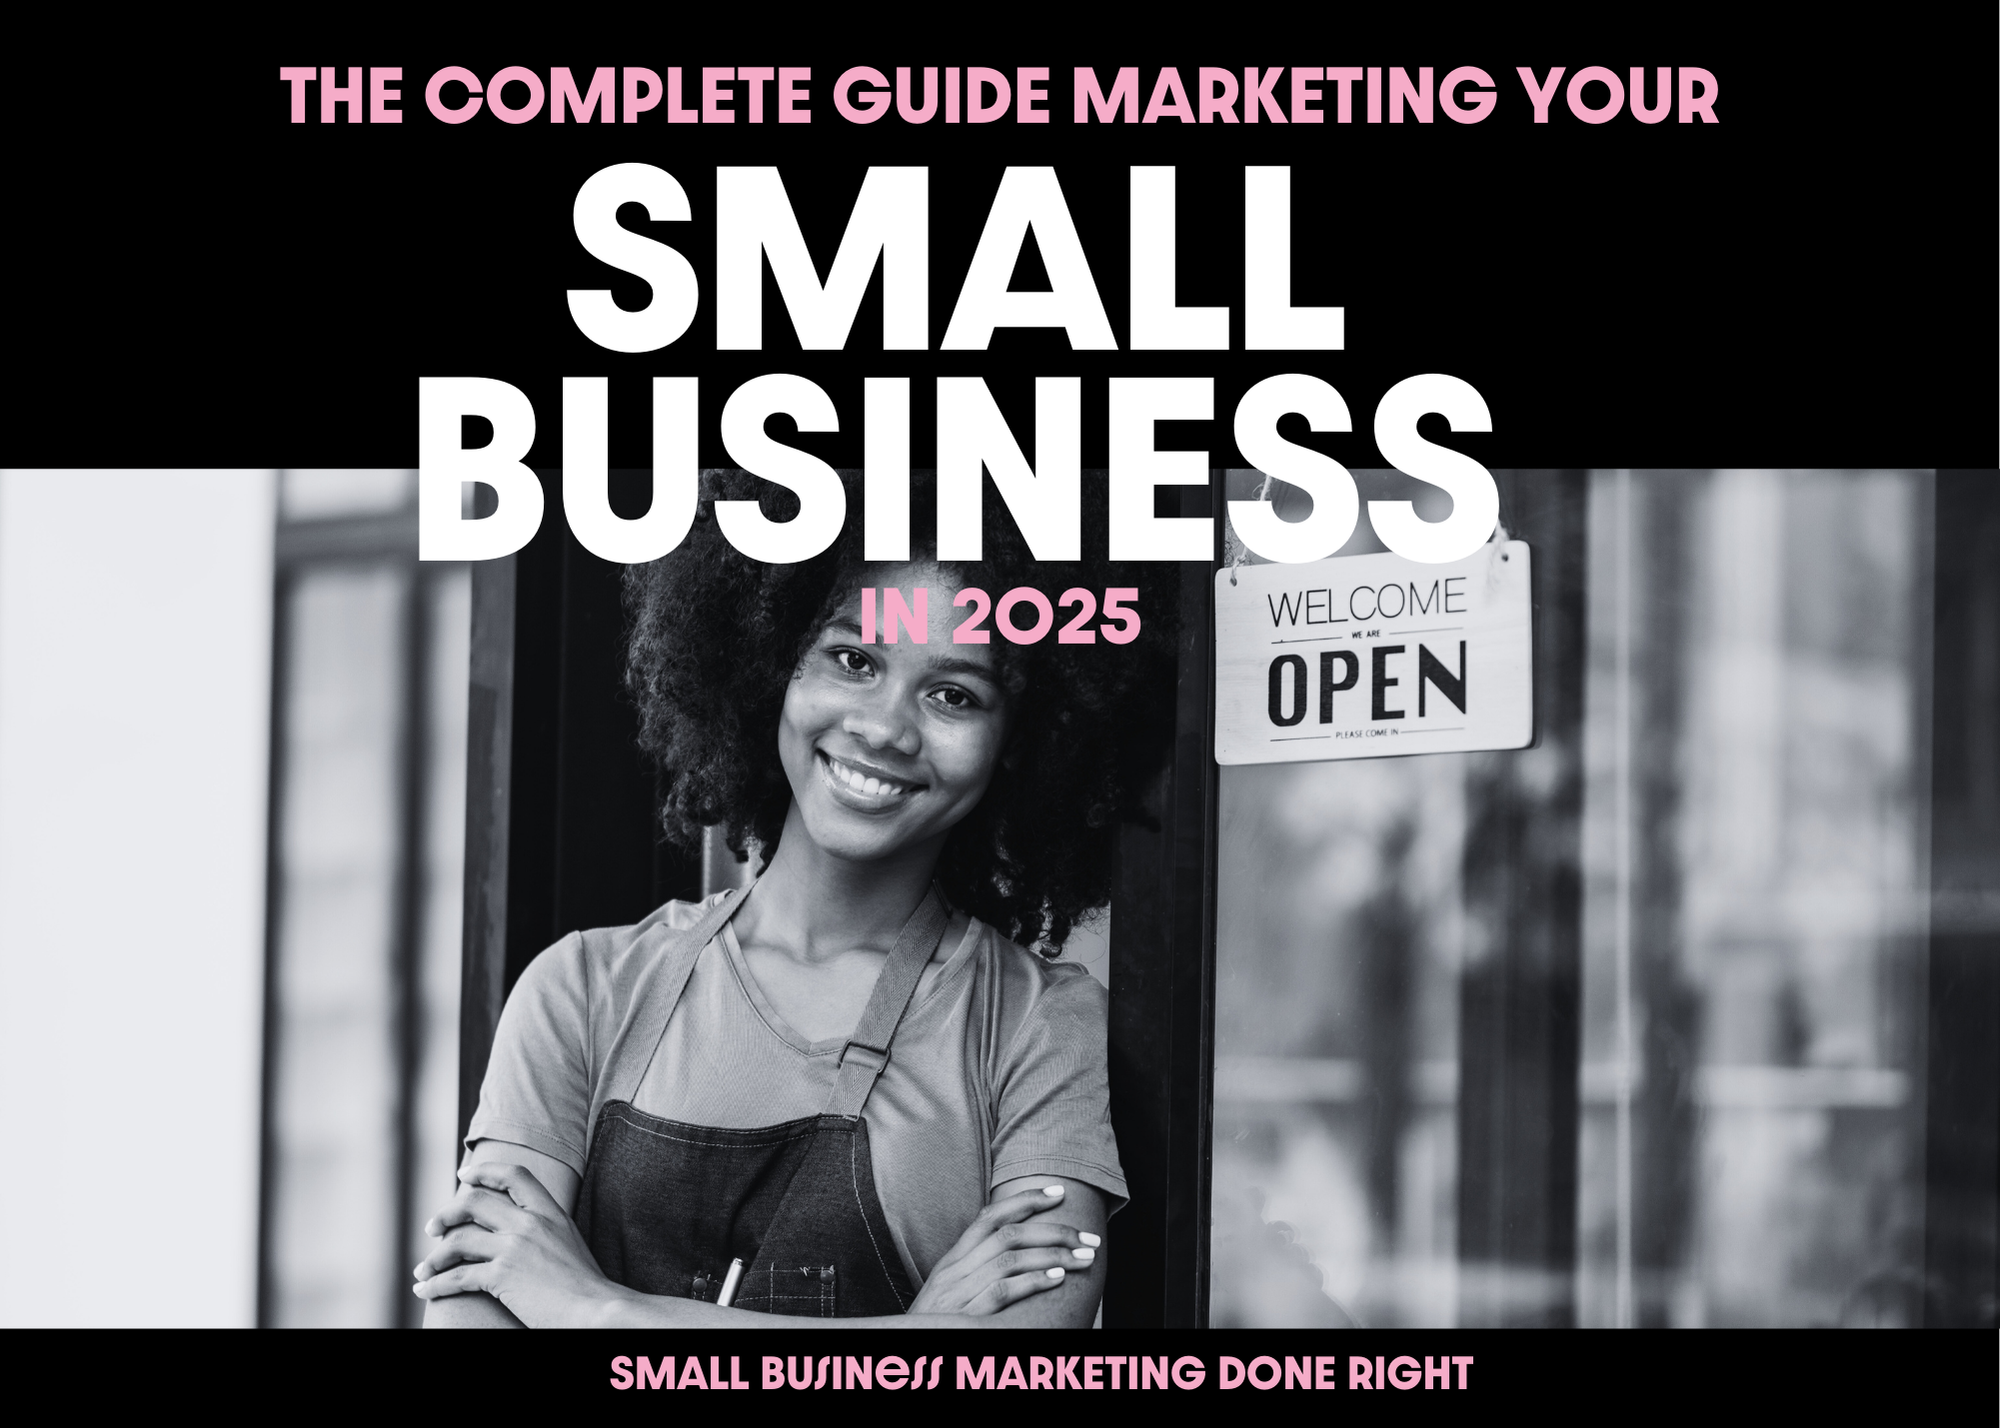 THE COMPLETE GUIDE MARKETING YOUR
SMALL
BUSINESS
IN 2025
WELCOME
WE ARE
OPEN
PLEASE COME IN
SMALL BUSINESS MARKETING DONE RIGHT